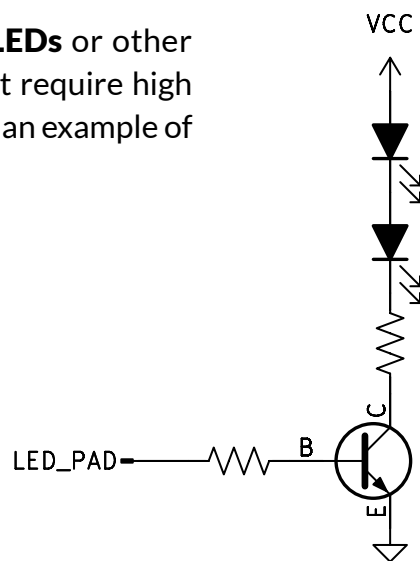 LEDs or other
t require high
an example of
VCC
C
LED_PAD
B
E